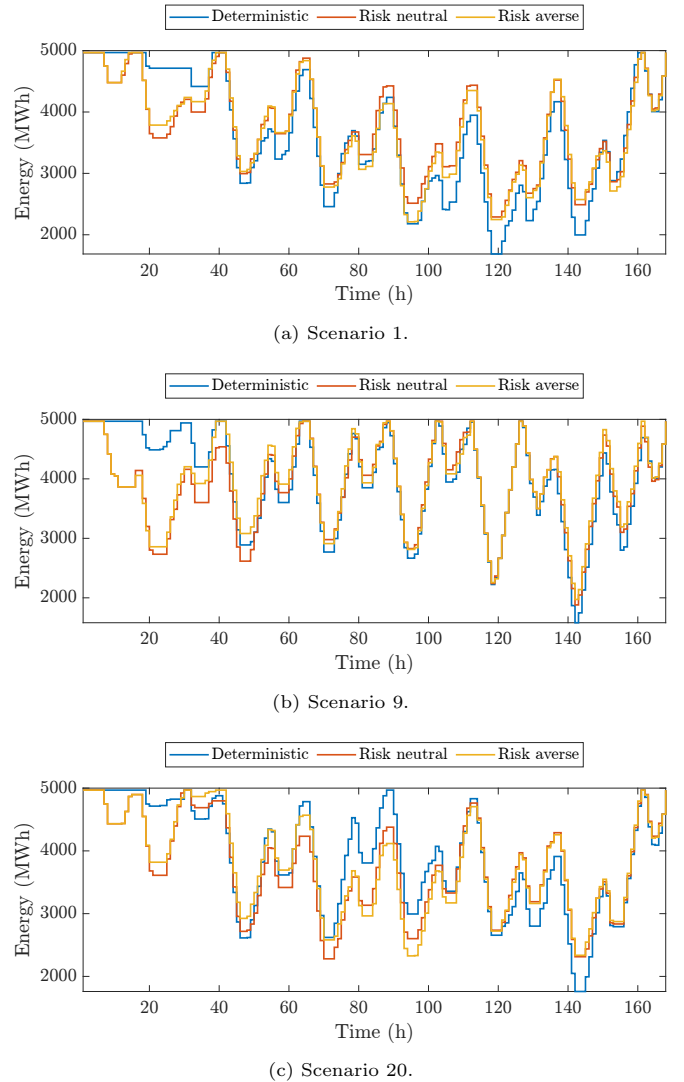 Deterministic Risk neutral Risk averse
5000
4000
3000
2000
Energy (MWh)
20 40 60 80 100 120 140 160
Time (h)
(a) Scenario 1.
Deterministic Risk neutral Risk averse
5000
4000
3000
2000
Energy (MWh)
20 40 60 80 100 120 140 160
Time (h)
(b) Scenario 9.
Deterministic Risk neutral Risk averse
5000
4000
3000
2000
Energy (MWh)
20 40 60 80 100 120 140 160
Time (h)
(c) Scenario 20.